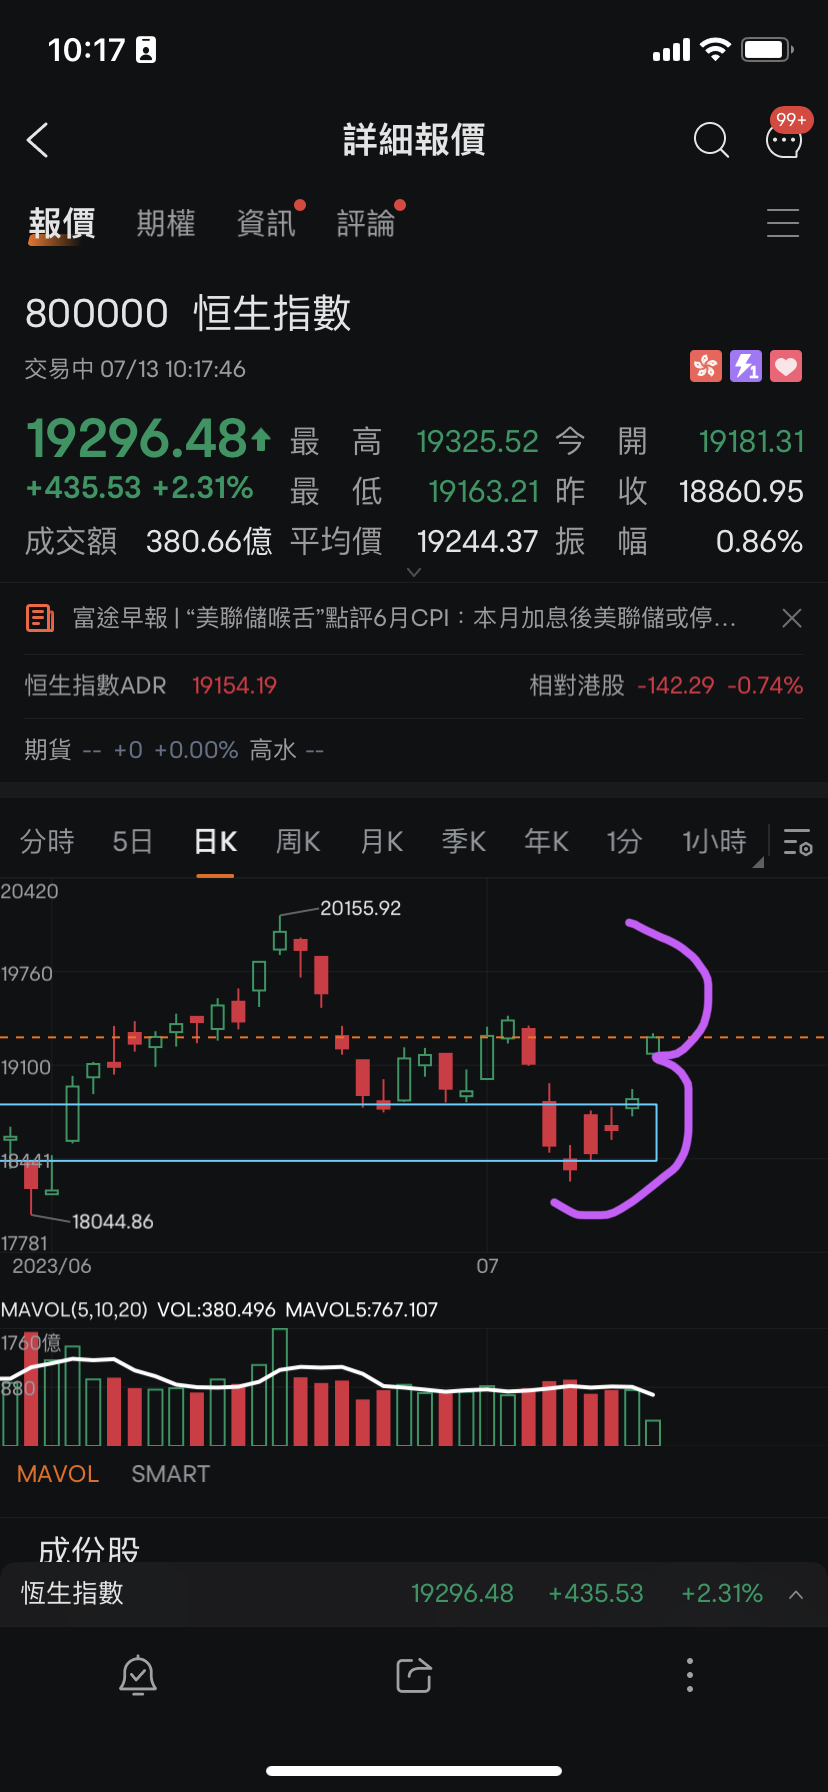 10:17
詳細報價
99+
報價 期權 資訊 評論
800000 恒生指數
交易中 07/13 10:17:46
1
19296.48 最高 19325.52 今開 19181.31
+435.53 +2.31% 最低 19163.21 昨收 18860.95
成交額 380.66億 平均價 19244.37 振幅 0.86%
富途早報 | “美聯儲喉舌”點評6月CPI：本月加息後美聯儲或停...
恒生指數ADR 19154.19 相對港股 -142.29 -0.74%
期貨 -- +0 +0.00% 高水 --
分時 5日 日K 周K 月K 季K 年K 1分 1小時
20420
20155.92
19760
19100
18441
18044.86
17781
2023/06 07
MAVOL(5,10,20) VOL:380.496 MAVOL5:767.107
1760億
880
MAVOL SMART
成份股
恆生指數 19296.48 +435.53 +2.31%